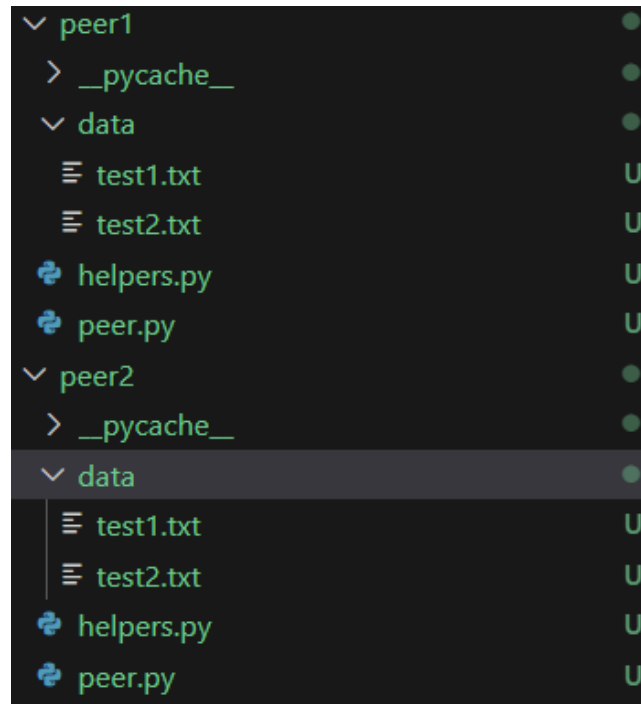 peer1
__pycache__
data
test1.txt U
test2.txt U
helpers.py U
peer.py U
peer2
__pycache__
data
test1.txt U
test2.txt U
helpers.py U
peer.py U